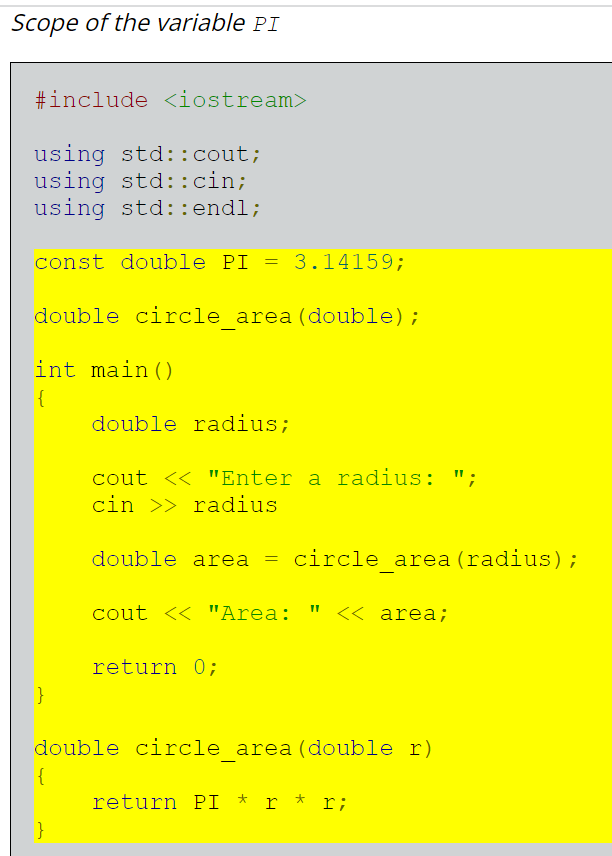 Scope of the variable PI
#include <iostream>
using std::cout;
using std::cin;
using std::endl;
const double PI = 3.14159;
double circle_area(double);
int main()
{
double radius;
cout << "Enter a radius: ";
cin >> radius
double area = circle_area(radius);
cout << "Area: " << area;
return 0;
}
double circle_area(double r)
{
return PI * r * r;
}